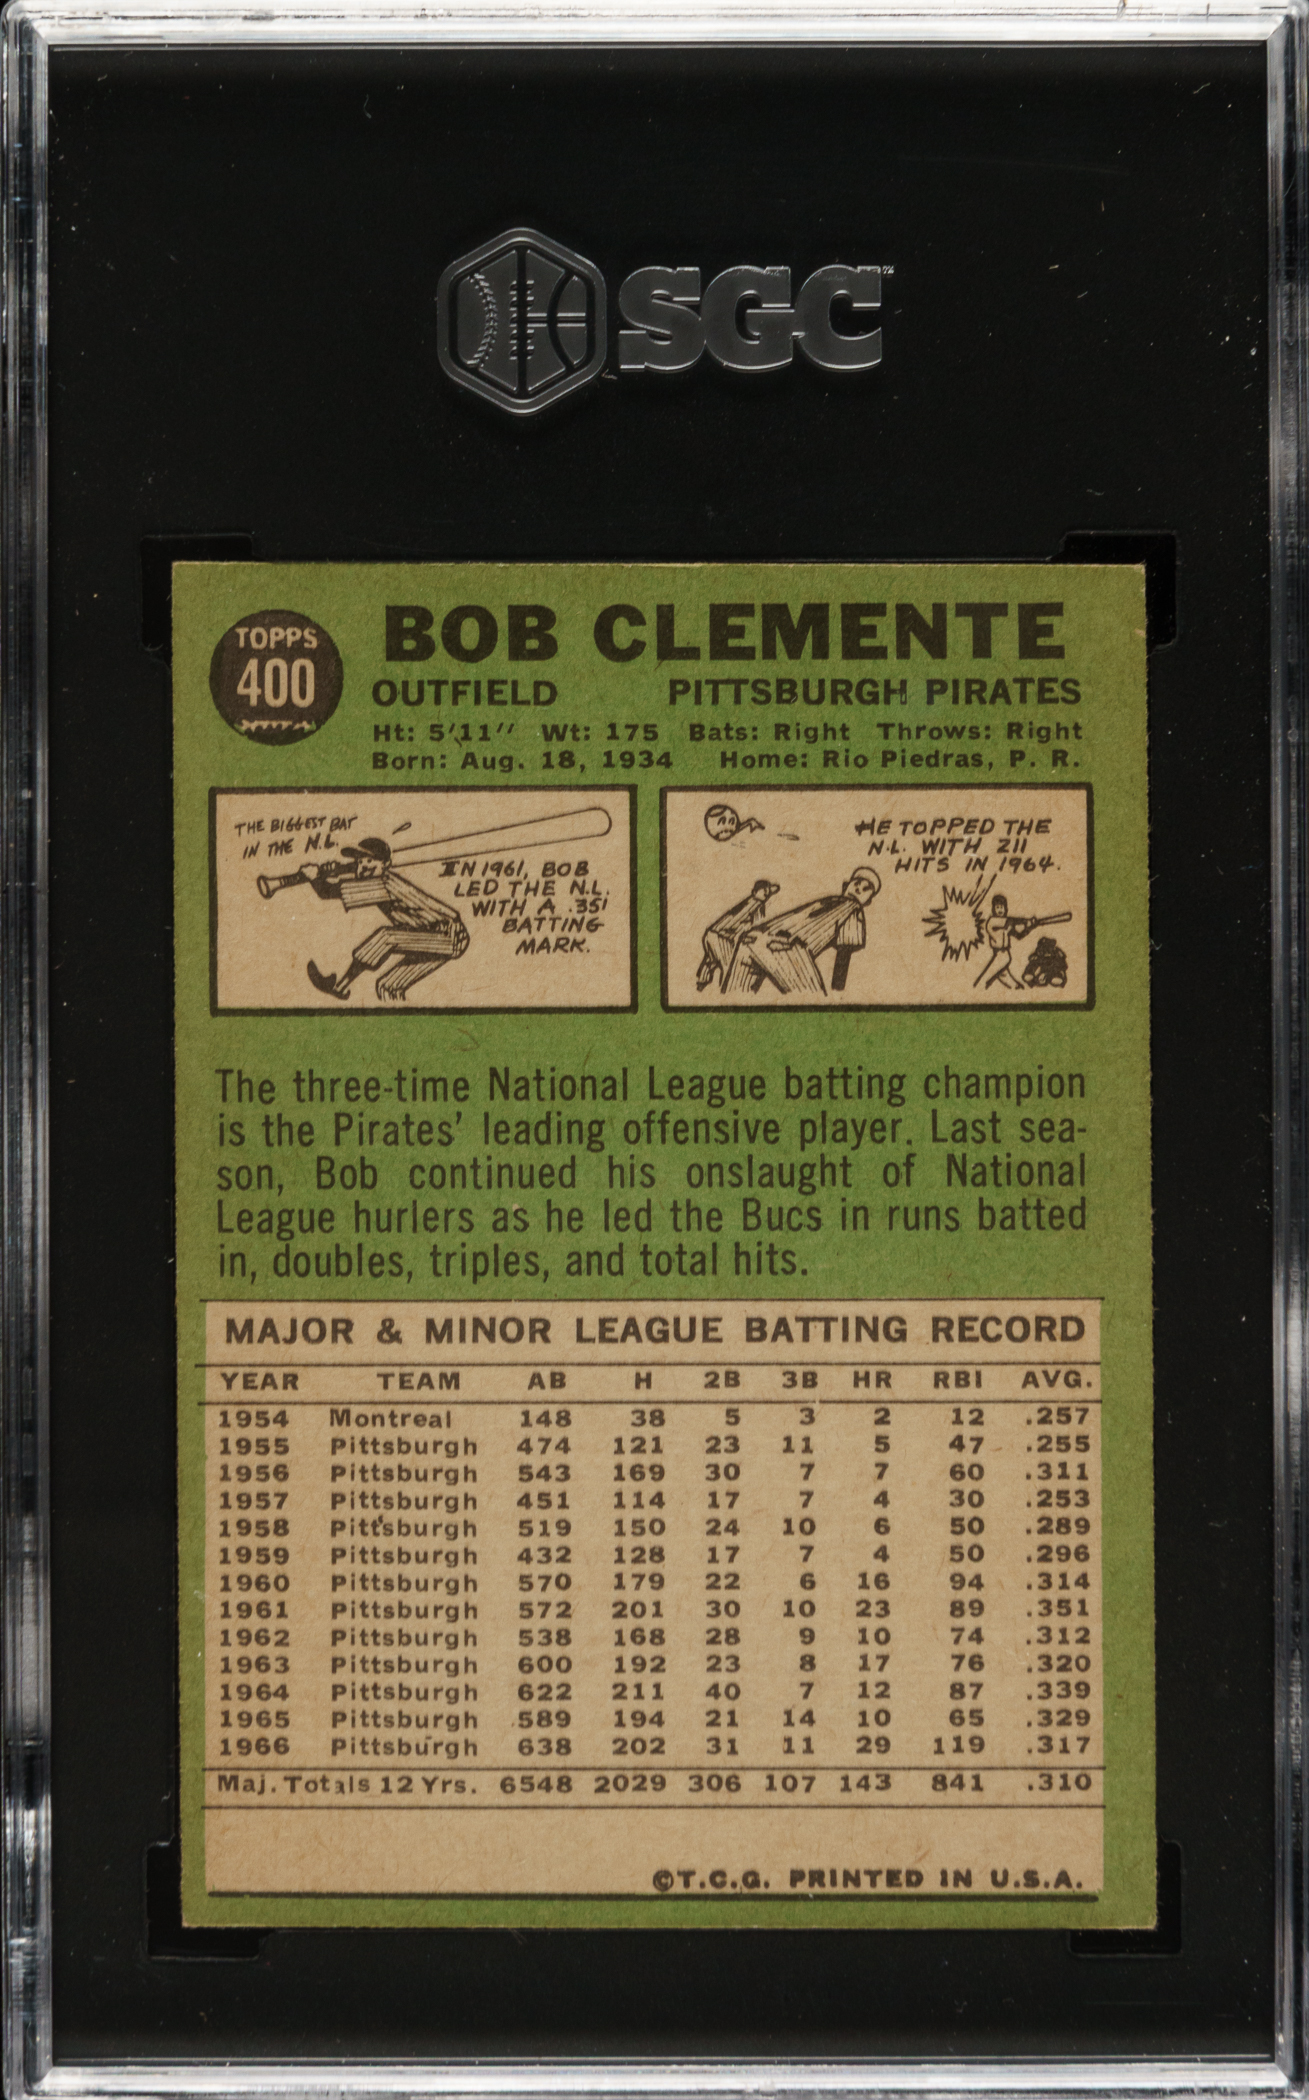 SGC™
TOPPS
400
BOB CLEMENTE
OUTFIELD PITTSBURGH PIRATES
Ht: 5'11" Wt: 175 Bats: Right Throws: Right
Born: Aug. 18, 1934 Home: Rio Piedras, P. R.
THE BIGGEST BAT
IN THE N.L.
IN 1961, BOB
LED THE N.L.
WITH A .351
BATTING
MARK.
HE TOPPED THE
N.L. WITH 211
HITS IN 1964.
The three-time National League batting champion
is the Pirates' leading offensive player. Last sea-
son, Bob continued his onslaught of National
League hurlers as he led the Bucs in runs batted
in, doubles, triples, and total hits.
MAJOR & MINOR LEAGUE BATTING RECORD
YEAR TEAM AB H 2B 3B HR RBI AVG.
1954 Montreal 148 38 5 3 2 12 .257
1955 Pittsburgh 474 121 23 11 5 47 .255
1956 Pittsburgh 543 169 30 7 7 60 .311
1957 Pittsburgh 451 114 17 7 4 30 .253
1958 Pittsburgh 519 150 24 10 6 50 .289
1959 Pittsburgh 432 128 17 7 4 50 .296
1960 Pittsburgh 570 179 22 6 16 94 .314
1961 Pittsburgh 572 201 30 10 23 89 .351
1962 Pittsburgh 538 168 28 9 10 74 .312
1963 Pittsburgh 600 192 23 8 17 76 .320
1964 Pittsburgh 622 211 40 7 12 87 .339
1965 Pittsburgh 589 194 21 14 10 65 .329
1966 Pittsburgh 638 202 31 11 29 119 .317
Maj. Totals 12 Yrs. 6548 2029 306 107 143 841 .310
©T.C.G. PRINTED IN U.S.A.